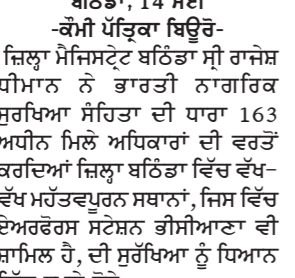 ਬਠਿੰਡਾ, 14 ਮਈ
-ਕੌਮੀ ਪੱਤ੍ਰਿਕਾ ਬਿਊਰੋ-
ਜ਼ਿਲ੍ਹਾ ਮੈਜਿਸਟ੍ਰੇਟ ਬਠਿੰਡਾ ਸ੍ਰੀ ਰਾਜੇਸ਼
ਧੀਮਾਨ ਨੇ ਭਾਰਤੀ ਨਾਗਰਿਕ
ਸੁਰਖਿਆ ਸੰਹਿਤਾ ਦੀ ਧਾਰਾ 163
ਅਧੀਨ ਮਿਲੇ ਅਧਿਕਾਰਾਂ ਦੀ ਵਰਤੋਂ
ਕਰਦਿਆਂ ਜ਼ਿਲ੍ਹਾ ਬਠਿੰਡਾ ਵਿੱਚ ਵੱਖ-
ਵੱਖ ਮਹੱਤਵਪੂਰਨ ਸਥਾਨਾਂ, ਜਿਸ ਵਿੱਚ
ਏਅਰਫੋਰਸ ਸਟੇਸ਼ਨ ਭੀਸੀਆਣਾ ਵੀ
ਸ਼ਾਮਿਲ ਹੈ, ਦੀ ਸੁਰੱਖਿਆ ਨੂੰ ਧਿਆਨ